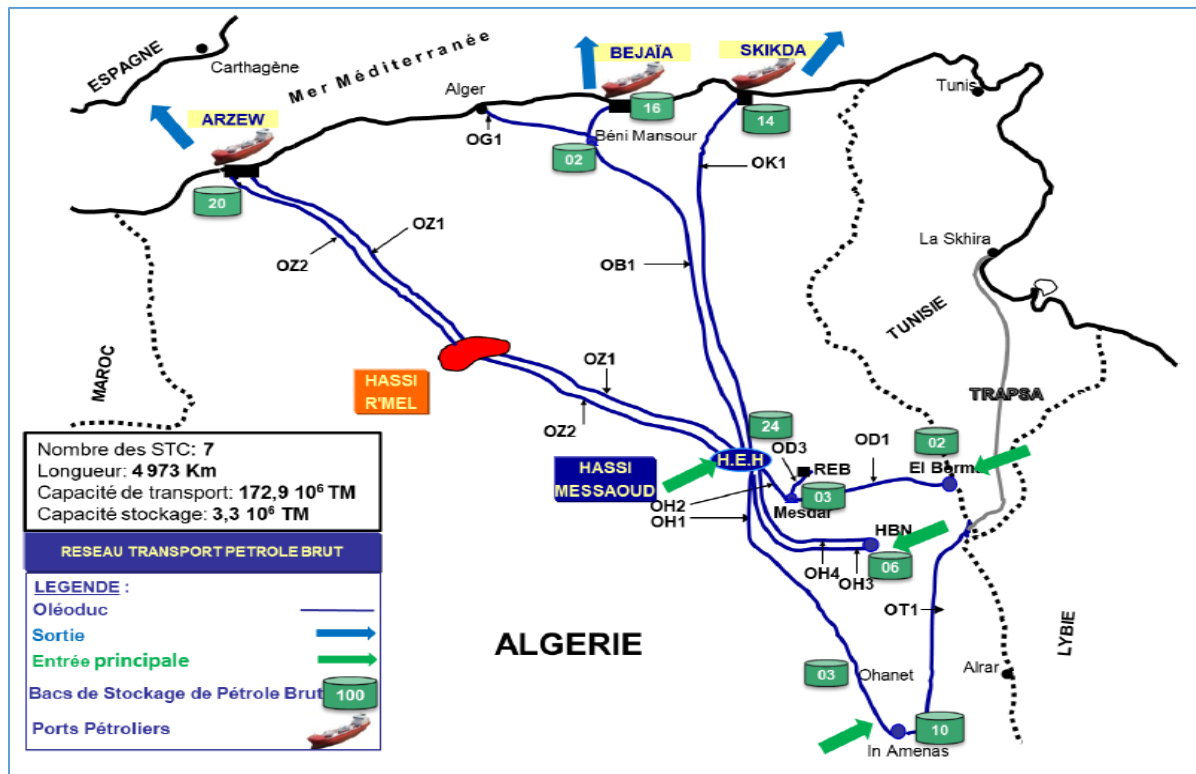 ESPAGNE
Carthagène
Mer Méditerranée
BEJAÏA
SKIKDA
Tunis
Alger
ARZEW
16
14
OG1
Béni Mansour
02
OK1
20
OZ1
OZ2
OB1
La Skhira
TUNISIE
MAROC
HASSI
R'MEL
OZ1
OZ2
TRAPSA
24
02
OD3
OD1
H.E.H
REB
El Borma
HASSI
MESSAOUD
OH2
OH1
Mesdar
03
HBN
OH4
OH3
06
OT1
LYBIE
ALGERIE
03
Ohanet
Alrar
10
In Amenas
Nombre des STC: 7
Longueur: 4 973 Km
Capacité de transport: 172,9 10⁶ TM
Capacité stockage: 3,3 10⁶ TM
RESEAU TRANSPORT PETROLE BRUT
LEGENDE :
Oléoduc
Sortie
Entrée principale
Bacs de Stockage de Pétrole Brut
100
Ports Pétroliers